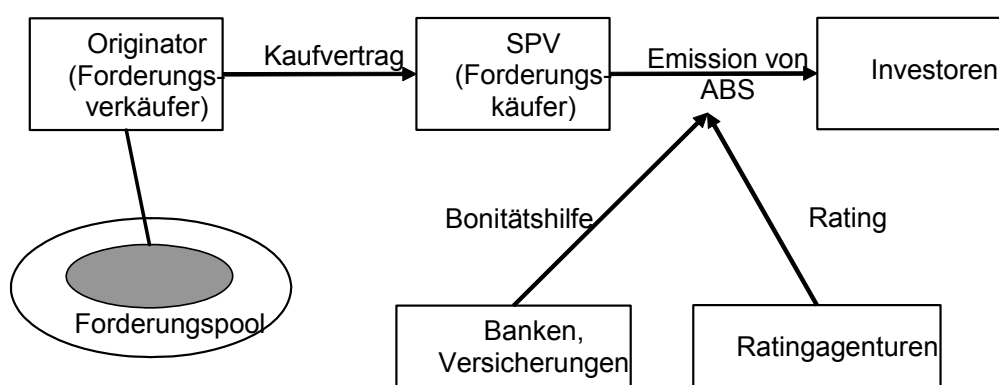 Originator
(Forderungs-
verkäufer)
Kaufvertrag
SPV
(Forderungs-
käufer)
Emission von
ABS
Investoren
Bonitätshilfe
Rating
Forderungspool
Banken,
Versicherungen
Ratingagenturen